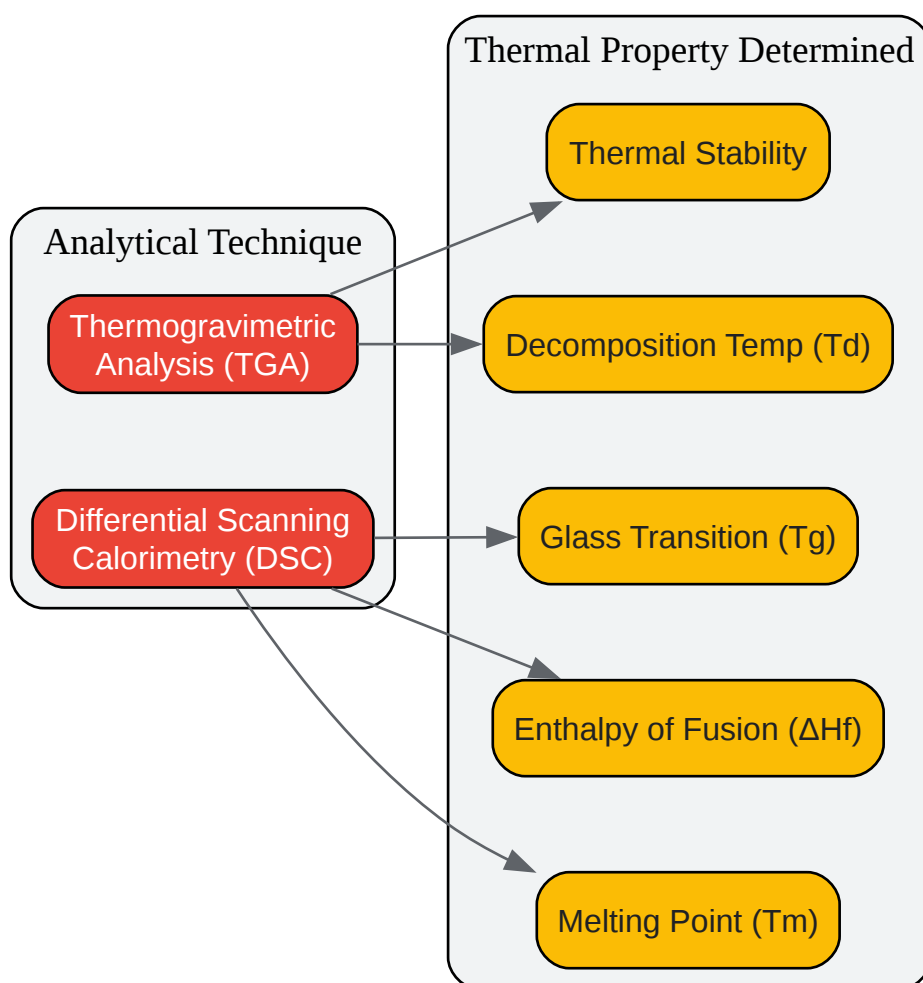 Thermal Property Determined
Thermal Stability
Analytical Technique
Thermogravimetric
Analysis (TGA)
Decomposition Temp (Td)
Differential Scanning
Calorimetry (DSC)
Glass Transition (Tg)
Enthalpy of Fusion (ΔHf)
Melting Point (Tm)